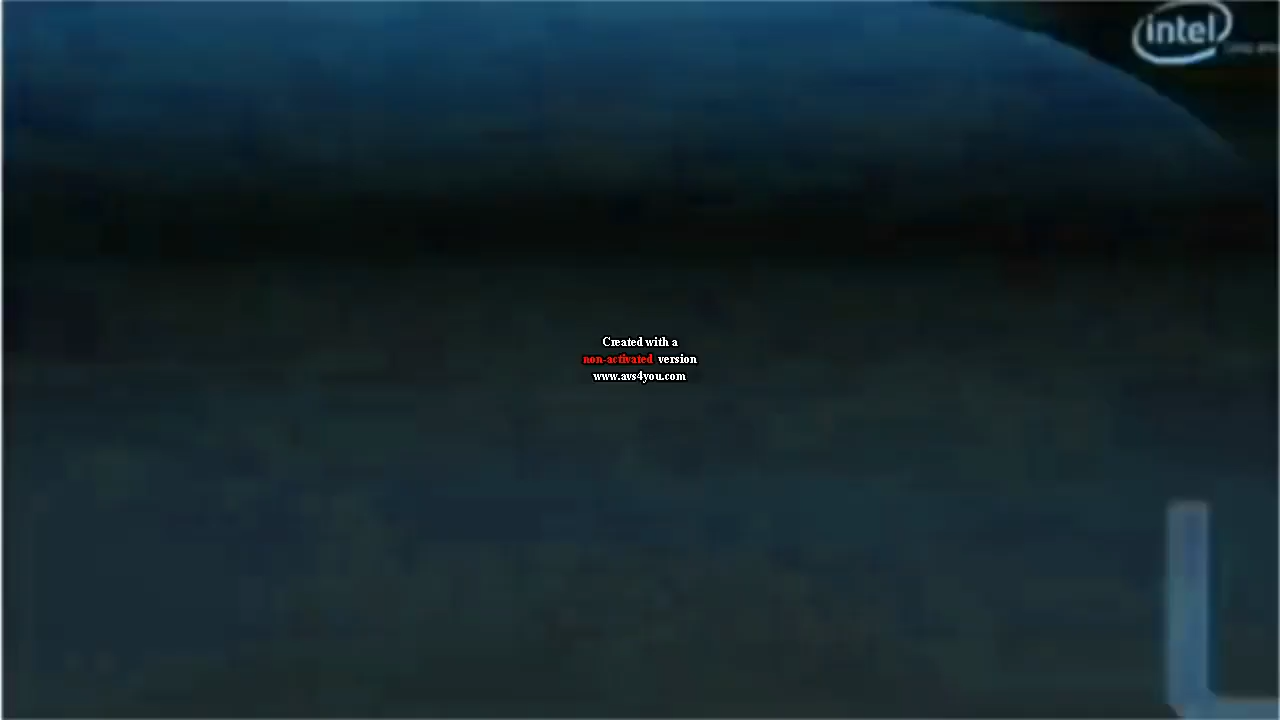 intel
Created with a
non-activated version
www.avs4you.com